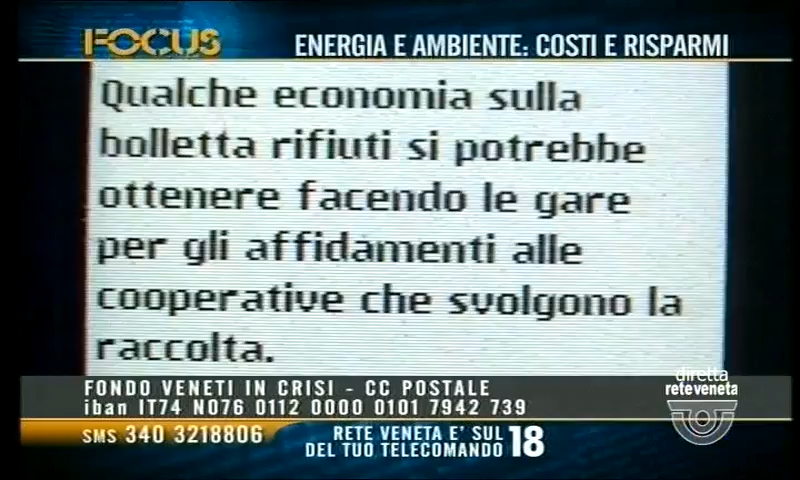 FOCUS
ENERGIA E AMBIENTE: COSTI E RISPARMI
Qualche economia sulla
bolletta rifiuti si potrebbe
ottenere facendo le gare
per gli affidamenti alle
cooperative che svolgono la
raccolta.
diretta
reteveneta
FONDO VENETI IN CRISI - CC POSTALE
iban IT74 N076 0112 0000 0101 7942 739
SMS 340 3218806
RETE VENETA E' SUL
DEL TUO TELECOMANDO 18